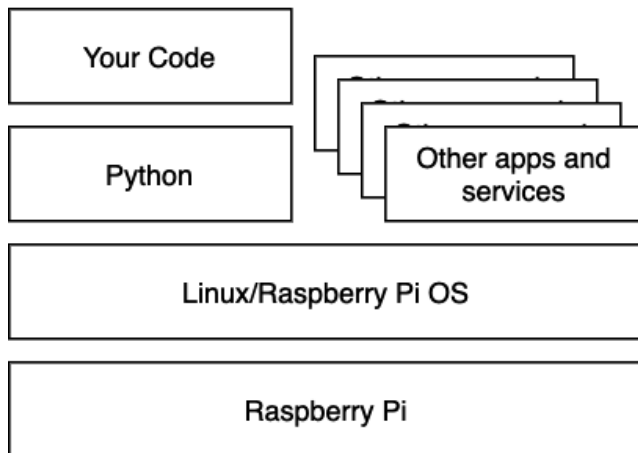 Your Code
Python
Other apps and
services
Linux/Raspberry Pi OS
Raspberry Pi